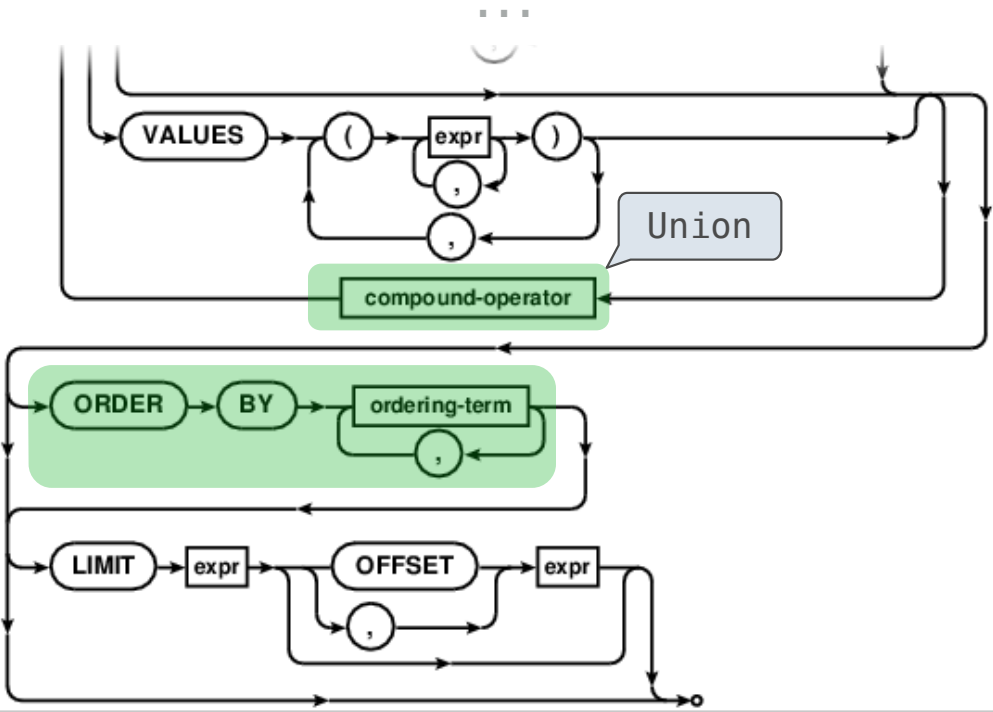 ...
VALUES ( expr )
,
,
Union
compound-operator
ORDER BY ordering-term
,
LIMIT expr OFFSET expr
,